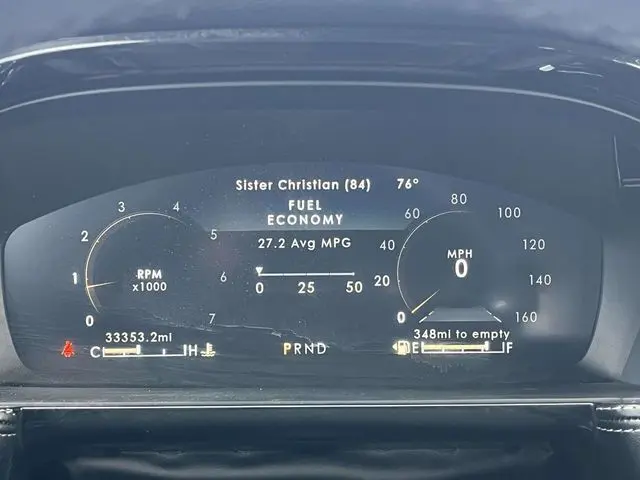 Sister Christian (84) 76°
FUEL
ECONOMY
27.2 Avg MPG
0 25 50
0 1 2 3 4 5 6 7
RPM
x1000
0 20 40 60 80 100 120 140 160
MPH
0
33353.2mi
C H
PRND
348mi to empty
E F